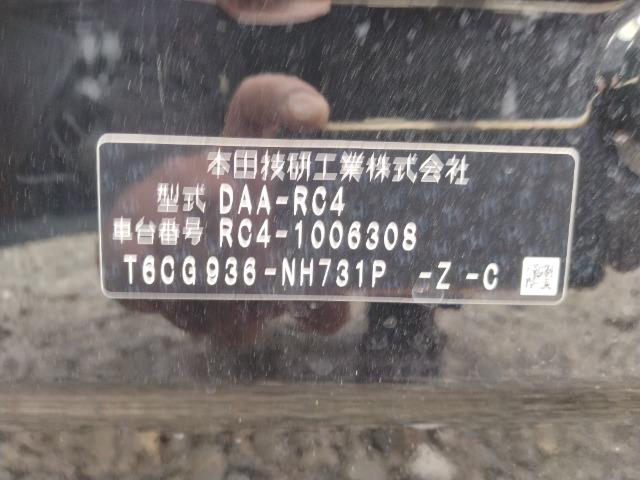 本田技研工業株式会社
型式 DAA-RC4
車台番号 RC4-1006308
T6CG936-NH731P -Z -C